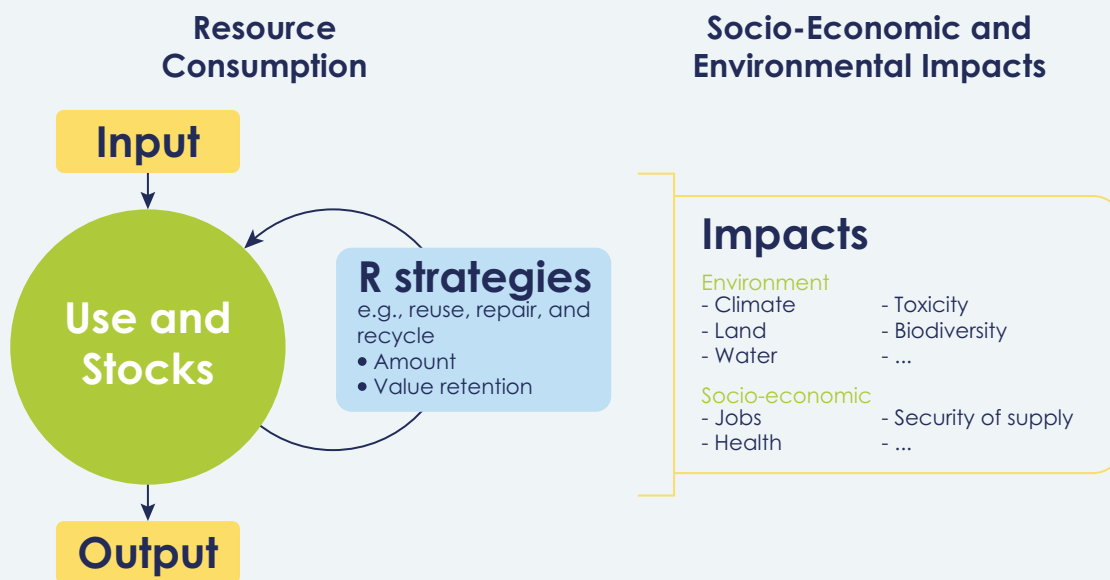 Resource
Consumption
Socio-Economic and
Environmental Impacts
Input
Use and
Stocks
R strategies
e.g., reuse, repair, and
recycle
• Amount
• Value retention
Output
Impacts
Environment
- Climate
- Land
- Water
- Toxicity
- Biodiversity
- ...
Socio-economic
- Jobs
- Health
- Security of supply
- ...